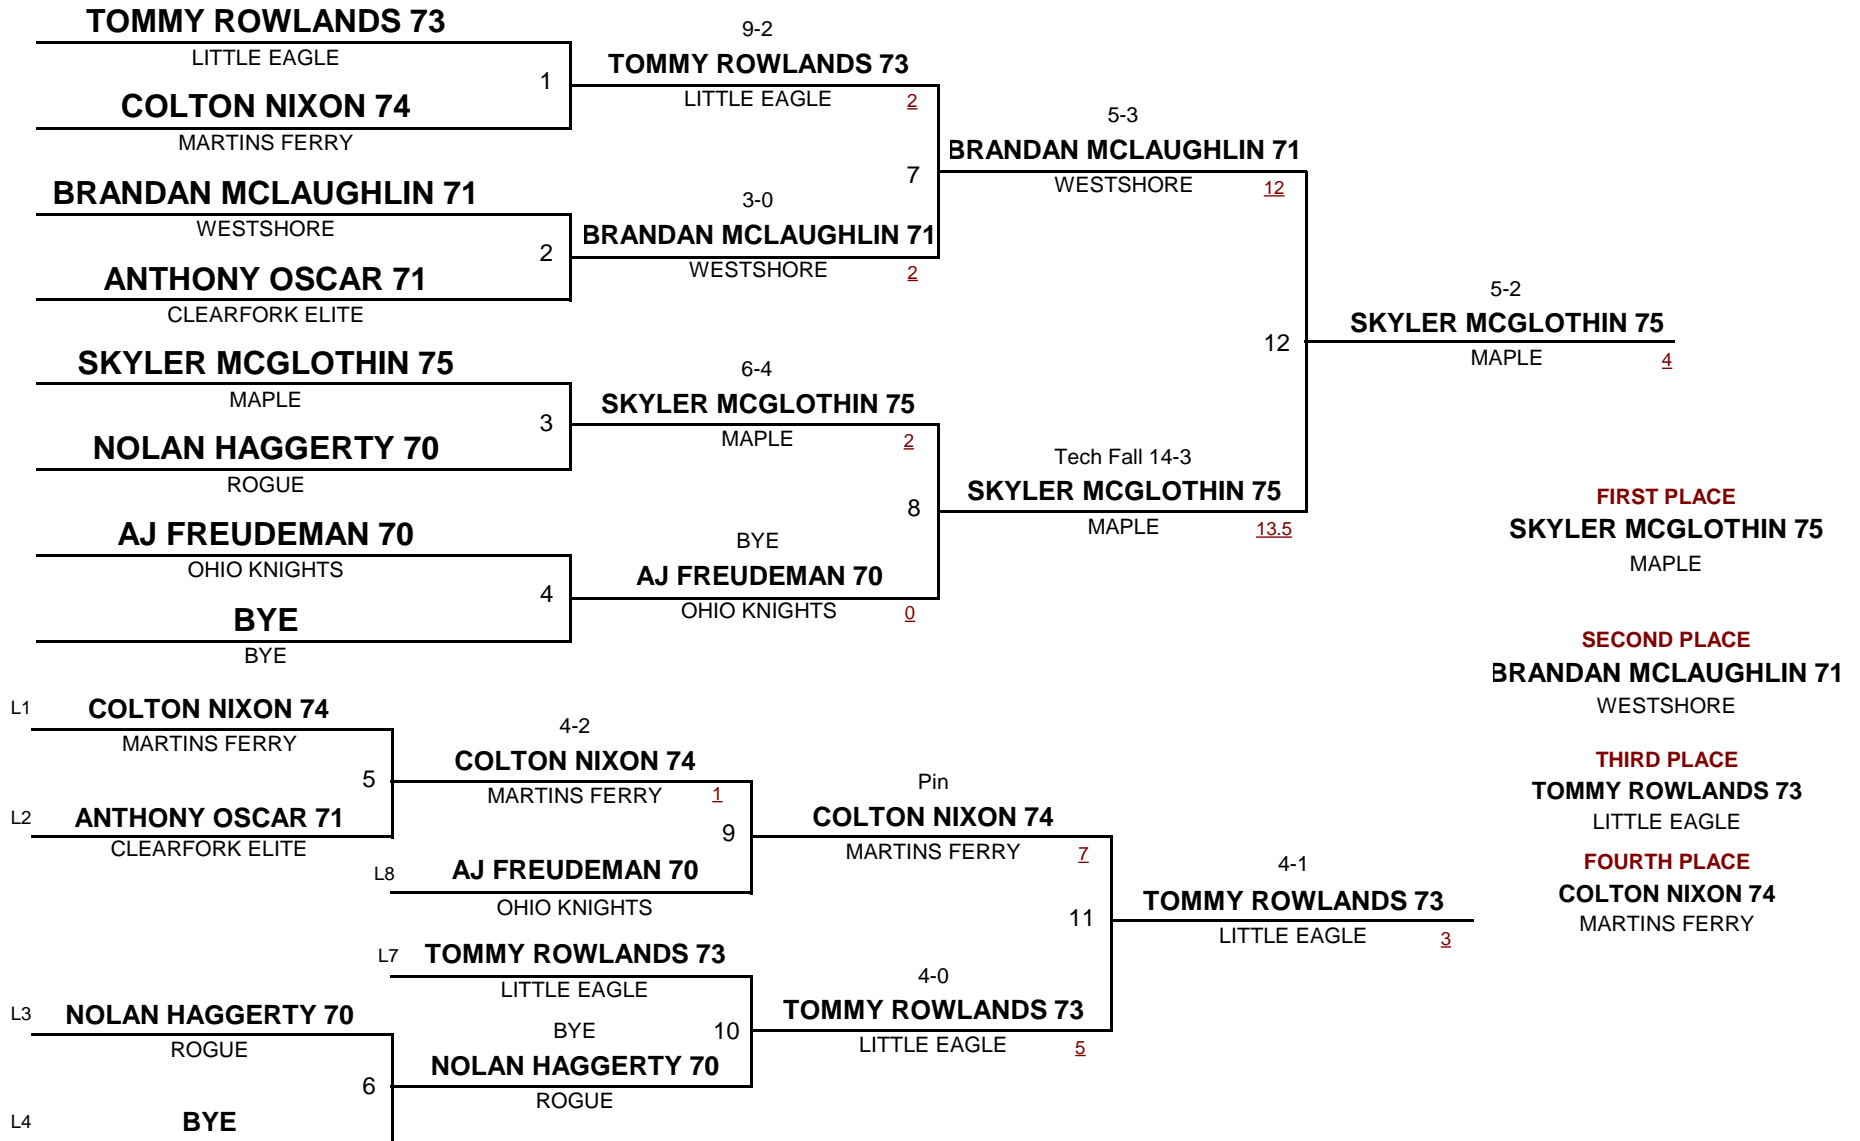 TOMMY ROWLANDS 73
LITTLE EAGLE
1
COLTON NIXON 74
MARTINS FERRY
BRANDAN MCLAUGHLIN 71
WESTSHORE
2
ANTHONY OSCAR 71
CLEARFORK ELITE
SKYLER MCGLOTHIN 75
MAPLE
3
NOLAN HAGGERTY 70
ROGUE
AJ FREUDEMAN 70
OHIO KNIGHTS
4
BYE
BYE
9-2
TOMMY ROWLANDS 73
LITTLE EAGLE 2
7
3-0
BRANDAN MCLAUGHLIN 71
WESTSHORE 2
6-4
SKYLER MCGLOTHIN 75
MAPLE 2
8
BYE
AJ FREUDEMAN 70
OHIO KNIGHTS 0
5-3
BRANDAN MCLAUGHLIN 71
WESTSHORE 12
12
Tech Fall 14-3
SKYLER MCGLOTHIN 75
MAPLE 13.5
5-2
SKYLER MCGLOTHIN 75
MAPLE 4
FIRST PLACE
SKYLER MCGLOTHIN 75
MAPLE
SECOND PLACE
BRANDAN MCLAUGHLIN 71
WESTSHORE
THIRD PLACE
TOMMY ROWLANDS 73
LITTLE EAGLE
FOURTH PLACE
COLTON NIXON 74
MARTINS FERRY
L1 COLTON NIXON 74
MARTINS FERRY
5
L2 ANTHONY OSCAR 71
CLEARFORK ELITE
4-2
COLTON NIXON 74
MARTINS FERRY 1
9
L8 AJ FREUDEMAN 70
OHIO KNIGHTS
L7 TOMMY ROWLANDS 73
LITTLE EAGLE
L3 NOLAN HAGGERTY 70
ROGUE
6
L4 BYE
BYE 10
NOLAN HAGGERTY 70
ROGUE
Pin
COLTON NIXON 74
MARTINS FERRY 7
11
4-0
TOMMY ROWLANDS 73
LITTLE EAGLE 5
4-1
TOMMY ROWLANDS 73
LITTLE EAGLE 3